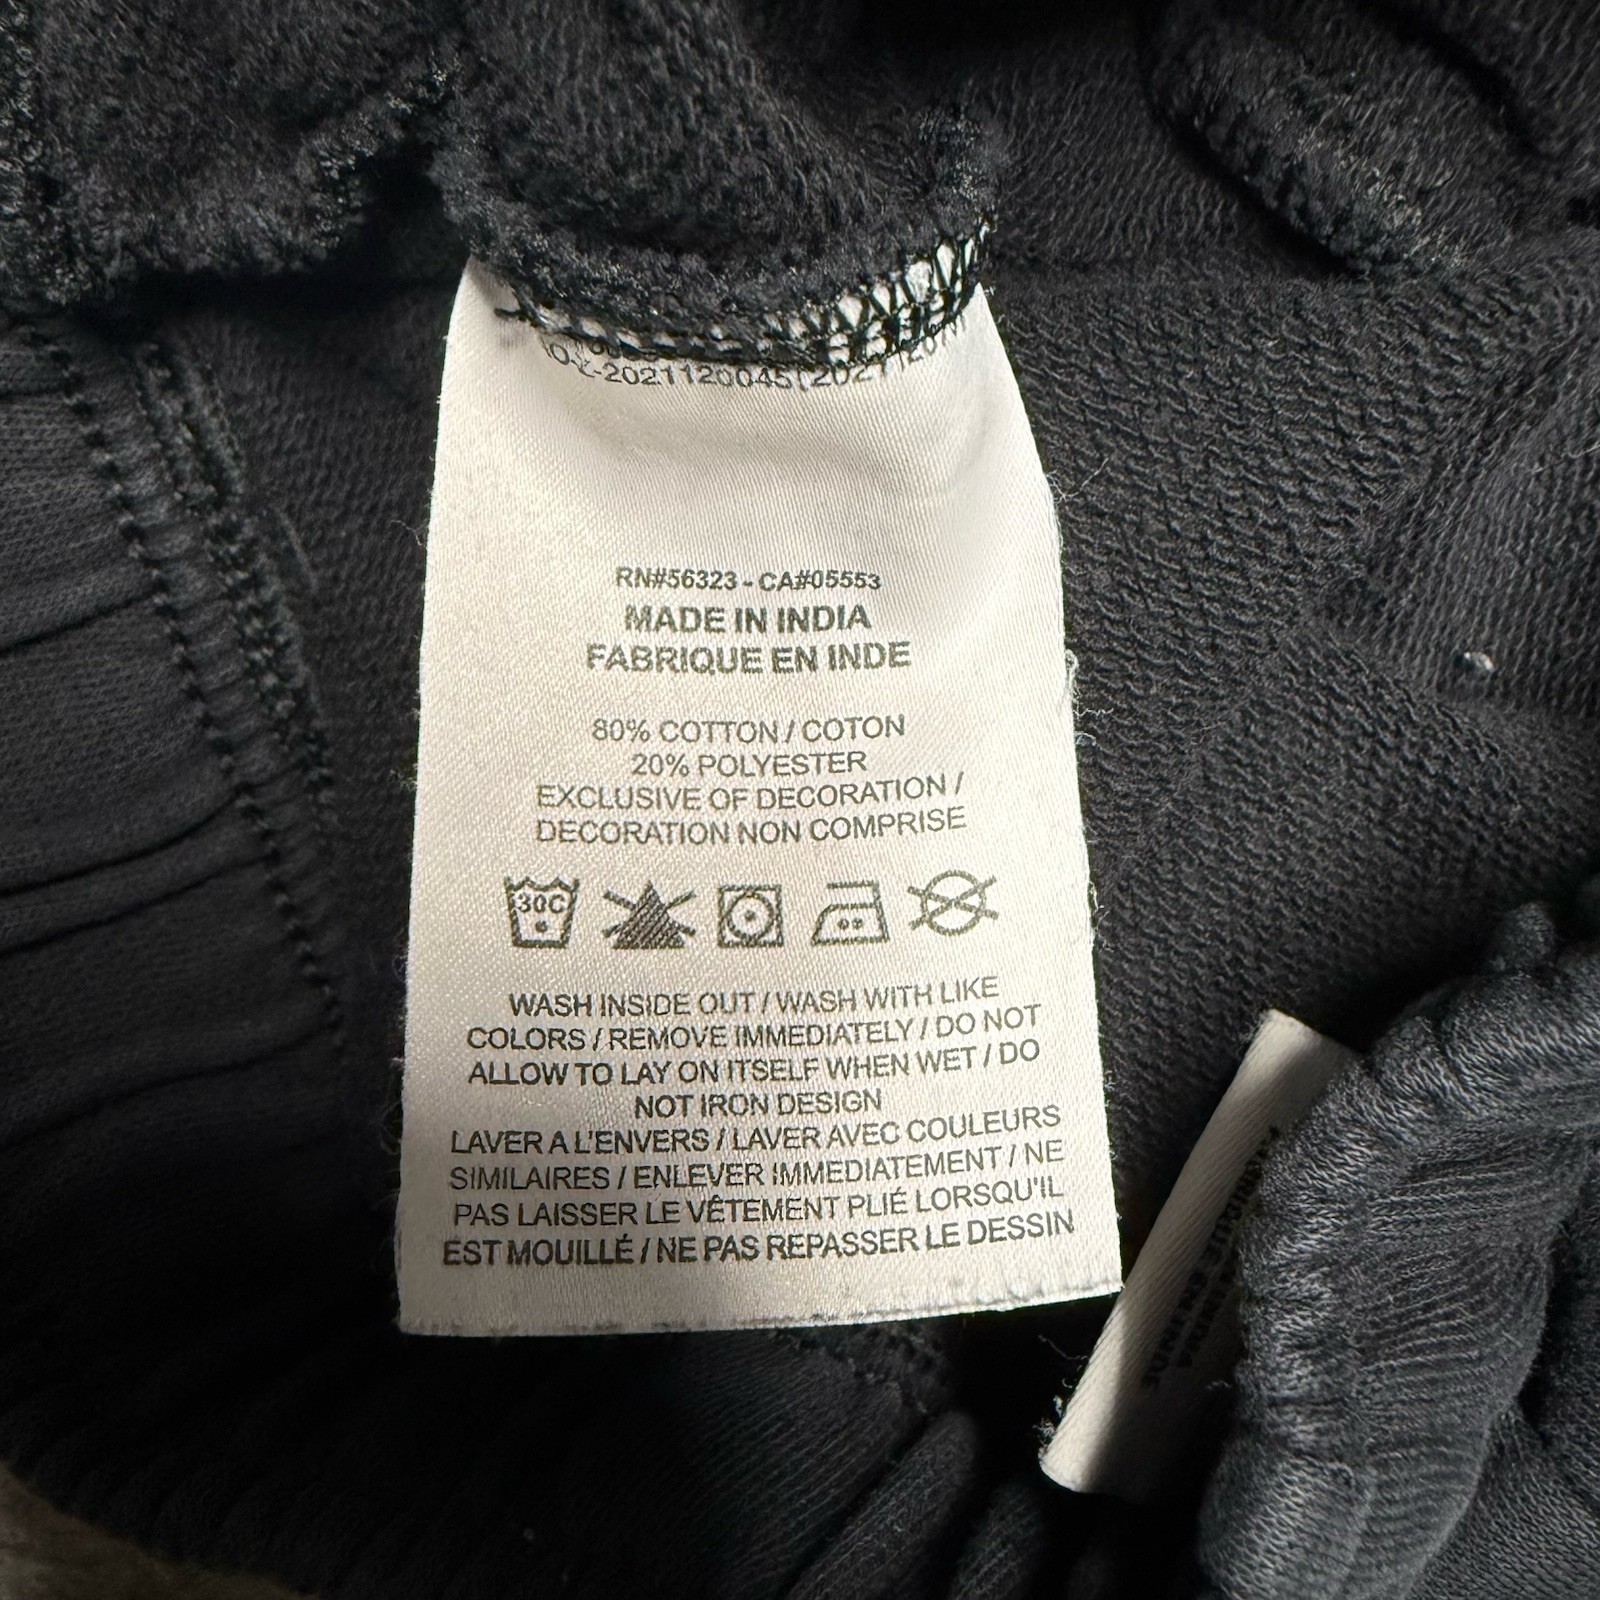 RN#56323 - CA#05553
MADE IN INDIA
FABRIQUE EN INDE
80% COTTON / COTON
20% POLYESTER
EXCLUSIVE OF DECORATION /
DECORATION NON COMPRISE
30C
WASH INSIDE OUT / WASH WITH LIKE
COLORS / REMOVE IMMEDIATELY / DO NOT
ALLOW TO LAY ON ITSELF WHEN WET / DO
NOT IRON DESIGN
LAVER A L'ENVERS / LAVER AVEC COULEURS
SIMILAIRES / ENLEVER IMMEDIATEMENT / NE
PAS LAISSER LE VÊTEMENT PLIÉ LORSQU'IL
EST MOUILLÉ / NE PAS REPASSER LE DESSIN